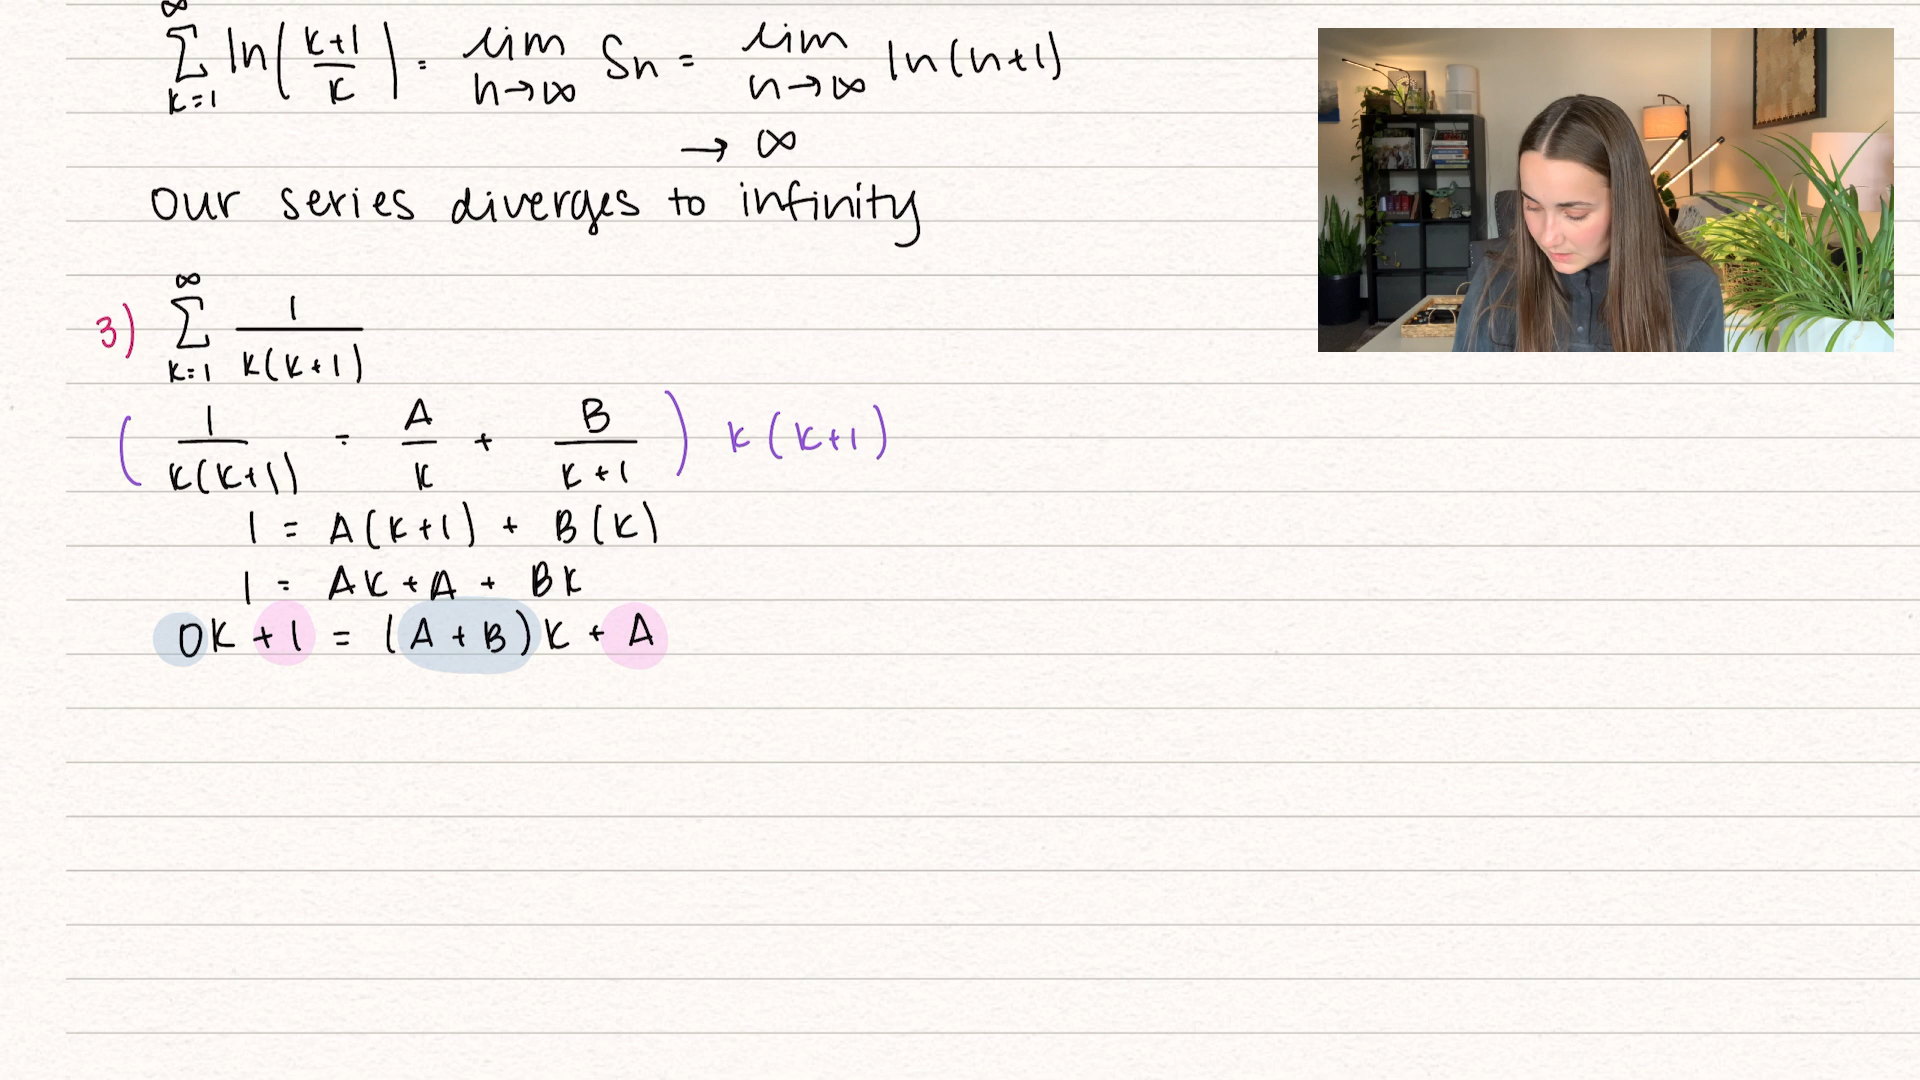 ∞
∑ ln((k+1)/k) = lim Sn = lim ln(n+1)
k=1 n→∞ n→∞
→ ∞
our series diverges to infinity
3) ∞ ∑ k=1 1/(k(k+1))
( 1/(k(k+1)) = A/k + B/(k+1) ) k(k+1)
1 = A(k+1) + B(k)
1 = Ak + A + Bk
0k + 1 = (A + B)k + A